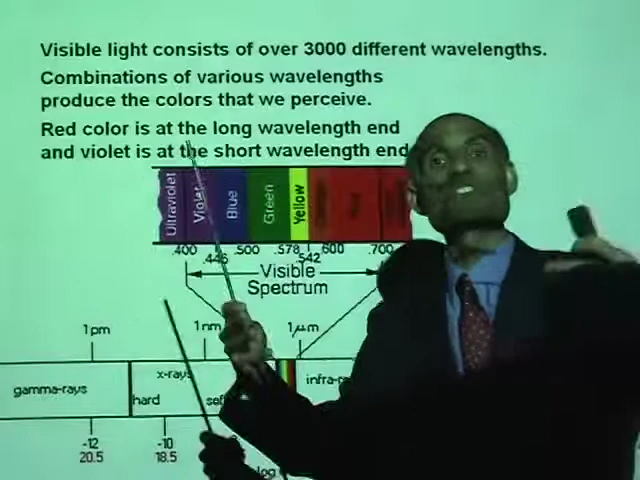 Visible light consists of over 3000 different wavelengths.
Combinations of various wavelengths
produce the colors that we perceive.
Red color is at the long wavelength end
and violet is at the short wavelength end
Ultraviolet Violet Blue Green Yellow
.400 .446 .500 .578 .542 .600 .700
Visible
Spectrum
1pm 1nm 1µm
gamma-rays x-rays infra-r
hard sof
-12 -10
20.5 18.5
log